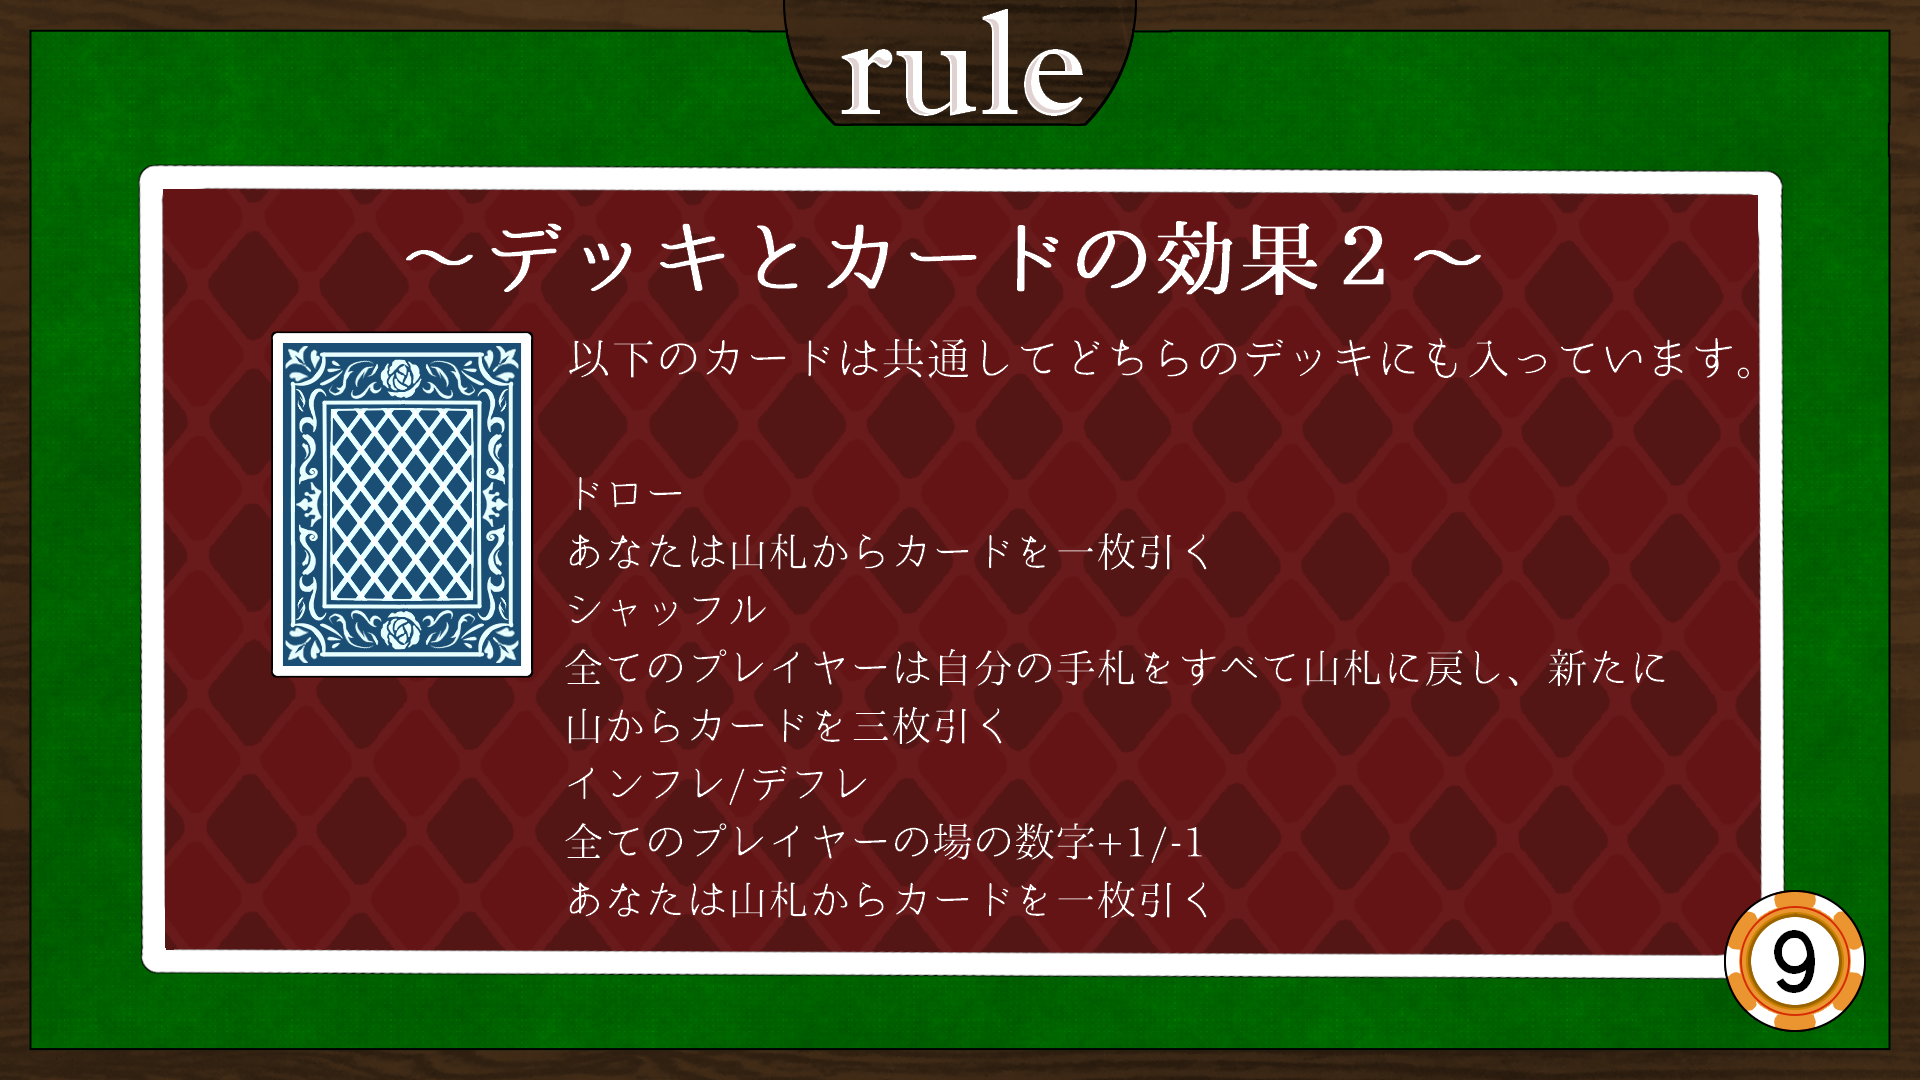 rule
～デッキとカードの効果２～
以下のカードは共通してどちらのデッキにも入っています。
ドロー
あなたは山札からカードを一枚引く
シャッフル
全てのプレイヤーは自分の手札をすべて山札に戻し、新たに
山からカードを三枚引く
インフレ/デフレ
全てのプレイヤーの場の数字+1/-1
あなたは山札からカードを一枚引く
9